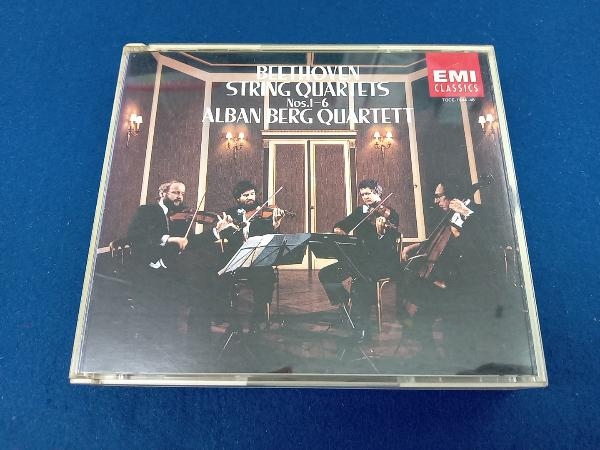 BEETHOVEN
STRING QUARTETS
Nos.1-6
ALBAN BERG QUARTETT
EMI
CLASSICS